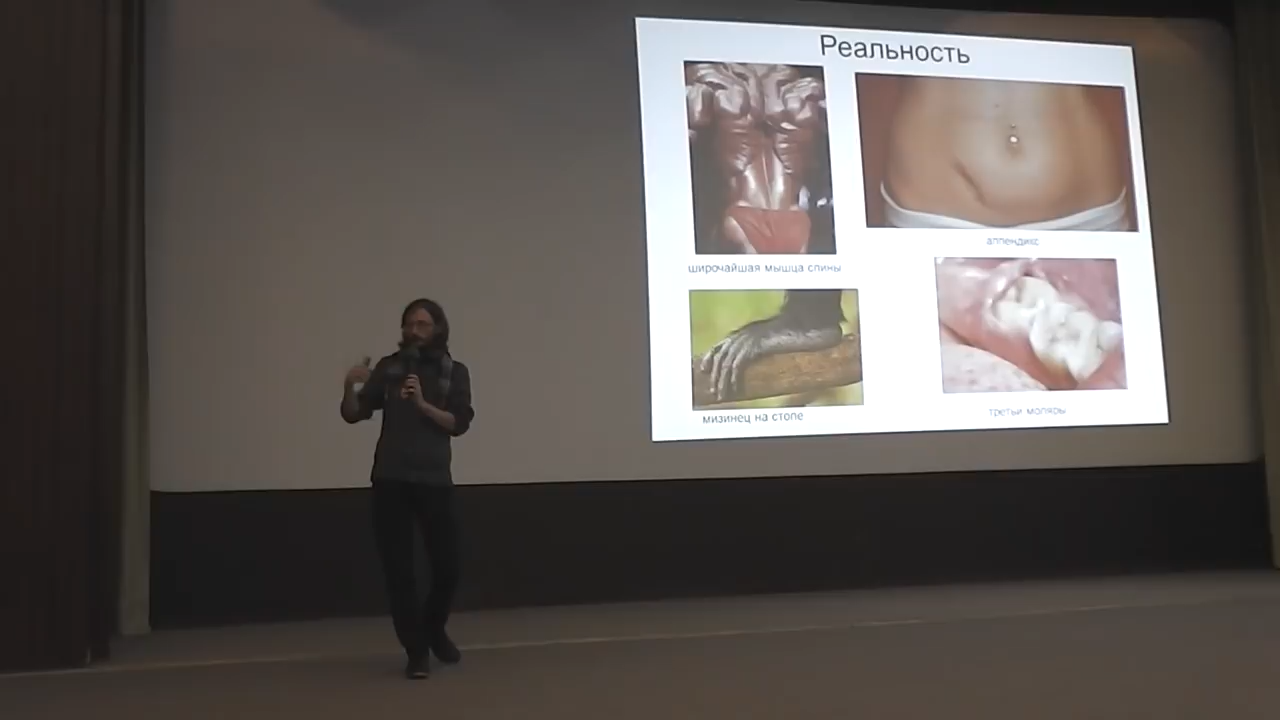 Реальность
широчайшая мышца спины
аппендикс
мизинец на стопе
третьи моляры